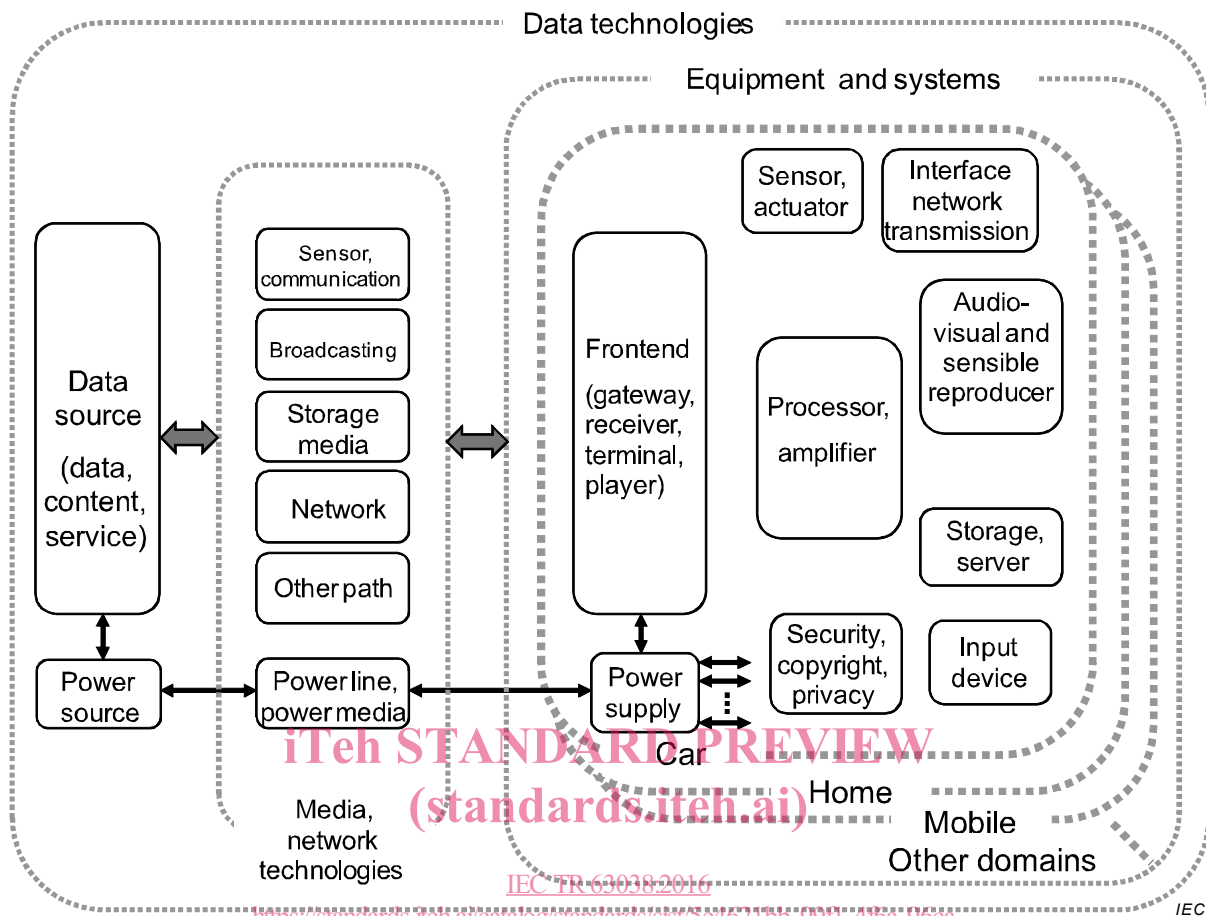 Data technologies
Equipment and systems
Sensor,
actuator
Interface
network
transmission
Sensor,
communication
Broadcasting
Storage
media
Network
Other path
Data
source
(data,
content,
service)
Frontend
(gateway,
receiver,
terminal,
player)
Processor,
amplifier
Audio-
visual and
sensible
reproducer
Storage,
server
Power
source
Power line,
power media
Power
supply
Security,
copyright,
privacy
Input
device
iTeh STANDARD PREVIEW
(standards.iteh.ai)
Car
Home
Mobile
Other domains
Media,
network
technologies
IEC TR 63038:2016
IEC